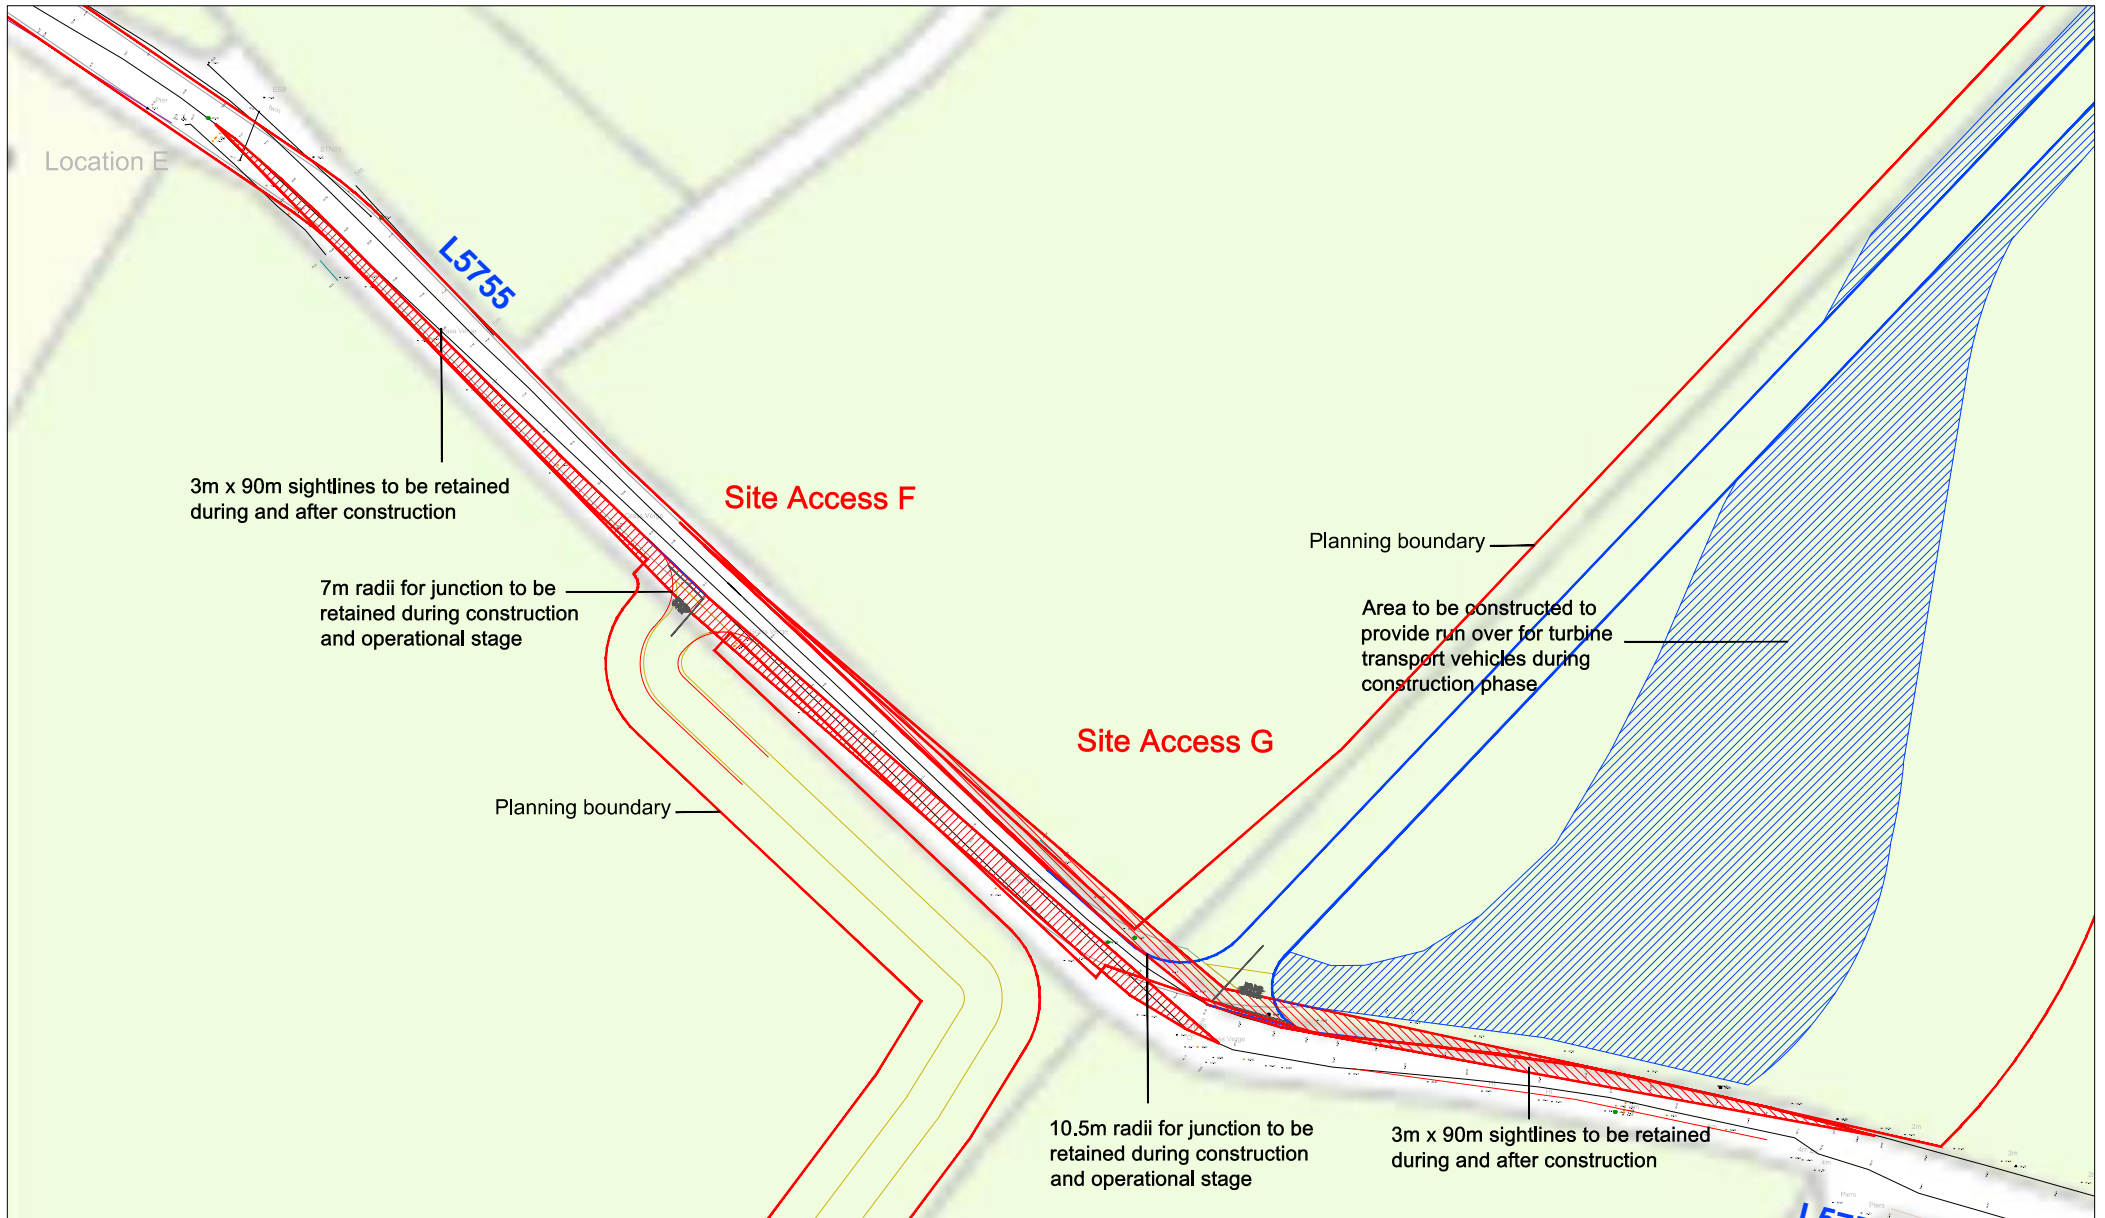 Location E
L5755
3m x 90m sightlines to be retained
during and after construction
Site Access F
Planning boundary
7m radii for junction to be
retained during construction
and operational stage
Area to be constructed to
provide run over for turbine
transport vehicles during
construction phase
Site Access G
Planning boundary
10.5m radii for junction to be
retained during construction
and operational stage
3m x 90m sightlines to be retained
during and after construction